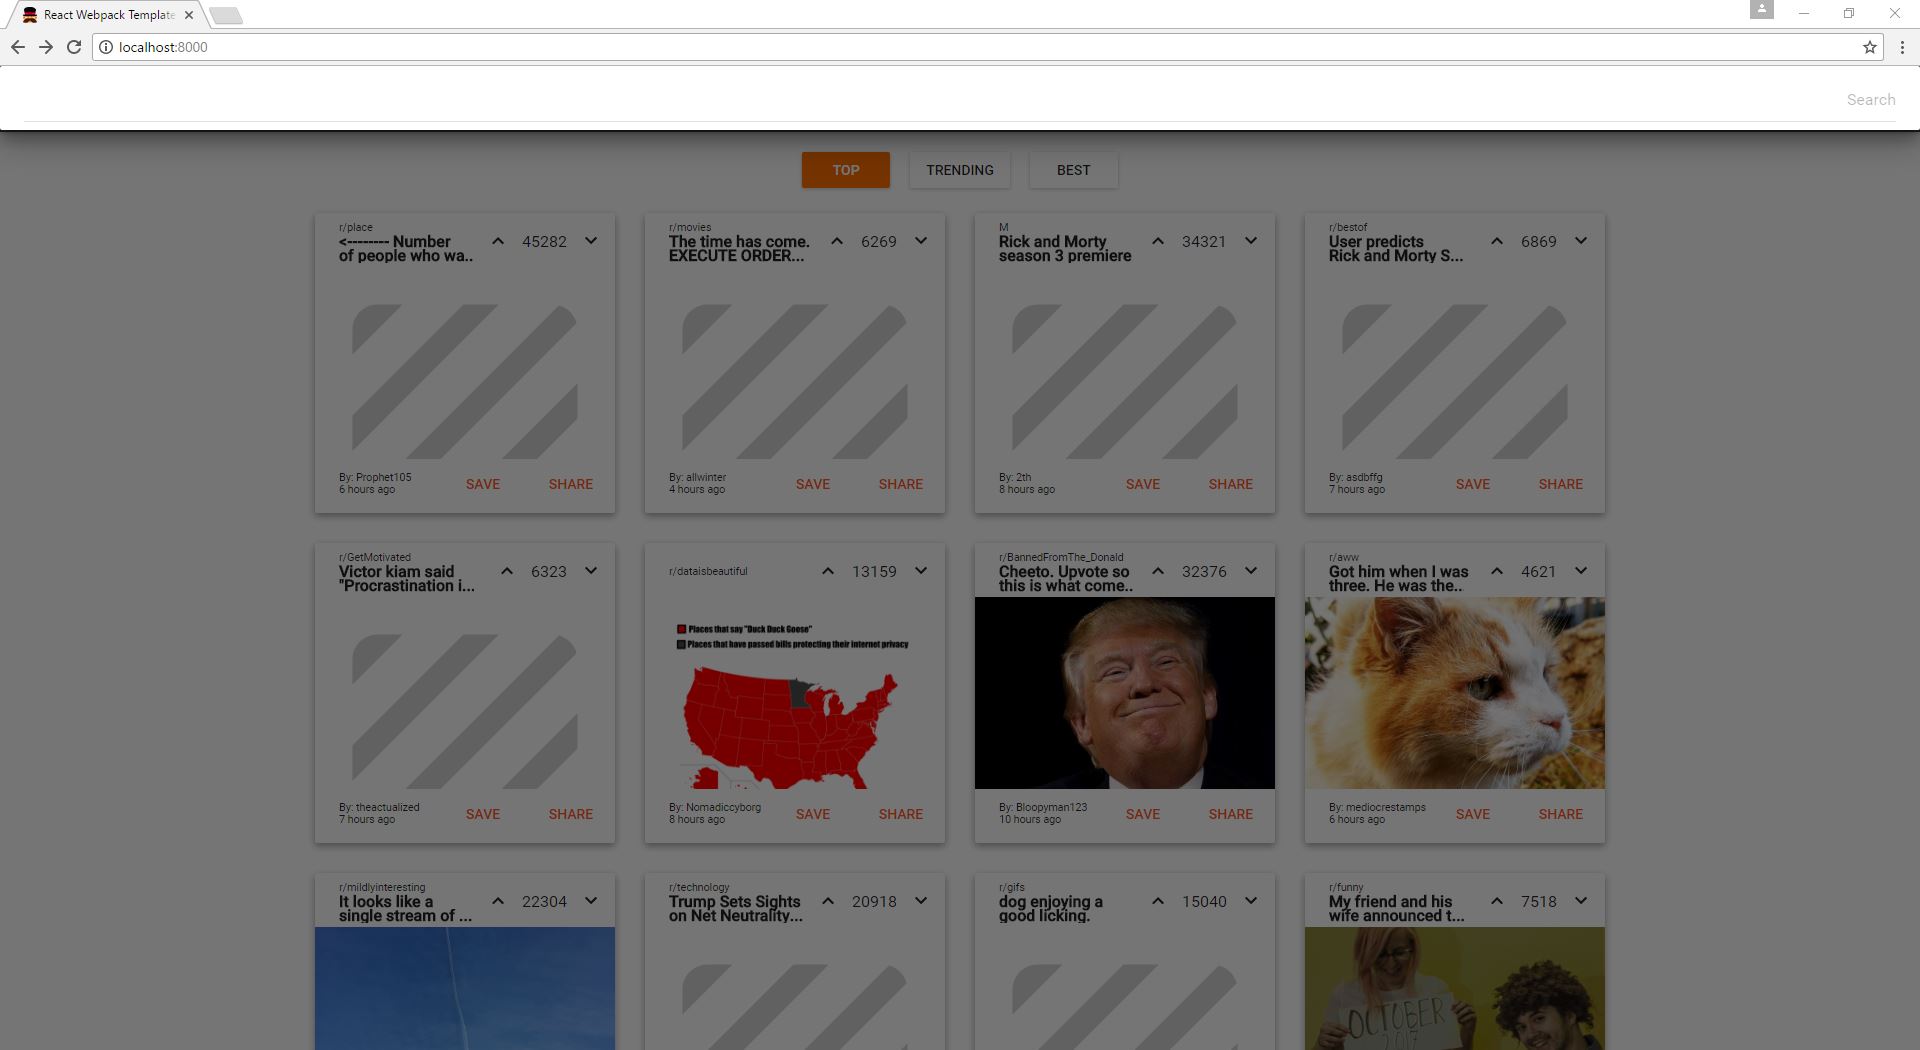 React Webpack Template
localhost:8000
Search
TOP
TRENDING
BEST
r/place
<-------- Number
of people who wa..
45282
By: Prophet105
6 hours ago
SAVE
SHARE
r/movies
The time has come.
EXECUTE ORDER...
6269
By: allwinter
4 hours ago
SAVE
SHARE
M
Rick and Morty
season 3 premiere
34321
By: 2th
8 hours ago
SAVE
SHARE
r/bestof
User predicts
Rick and Morty S...
6869
By: asdbffg
7 hours ago
SAVE
SHARE
r/GetMotivated
Victor kiam said
"Procrastination i...
6323
By: theactualized
7 hours ago
SAVE
SHARE
r/dataisbeautiful
13159
Places that say "Duck Duck Goose"
Places that have passed bills protecting their internet privacy
By: Nomadiccyborg
8 hours ago
SAVE
SHARE
r/BannedFromThe_Donald
Cheeto. Upvote so
this is what come..
32376
By: Bloopyman123
10 hours ago
SAVE
SHARE
r/aww
Got him when I was
three. He was the..
4621
By: mediocrestamps
6 hours ago
SAVE
SHARE
r/mildlyinteresting
It looks like a
single stream of ...
22304
r/technology
Trump Sets Sights
on Net Neutrality...
20918
r/gifs
dog enjoying a
good licking.
15040
r/funny
My friend and his
wife announced t...
7518
OCTOBER
2017